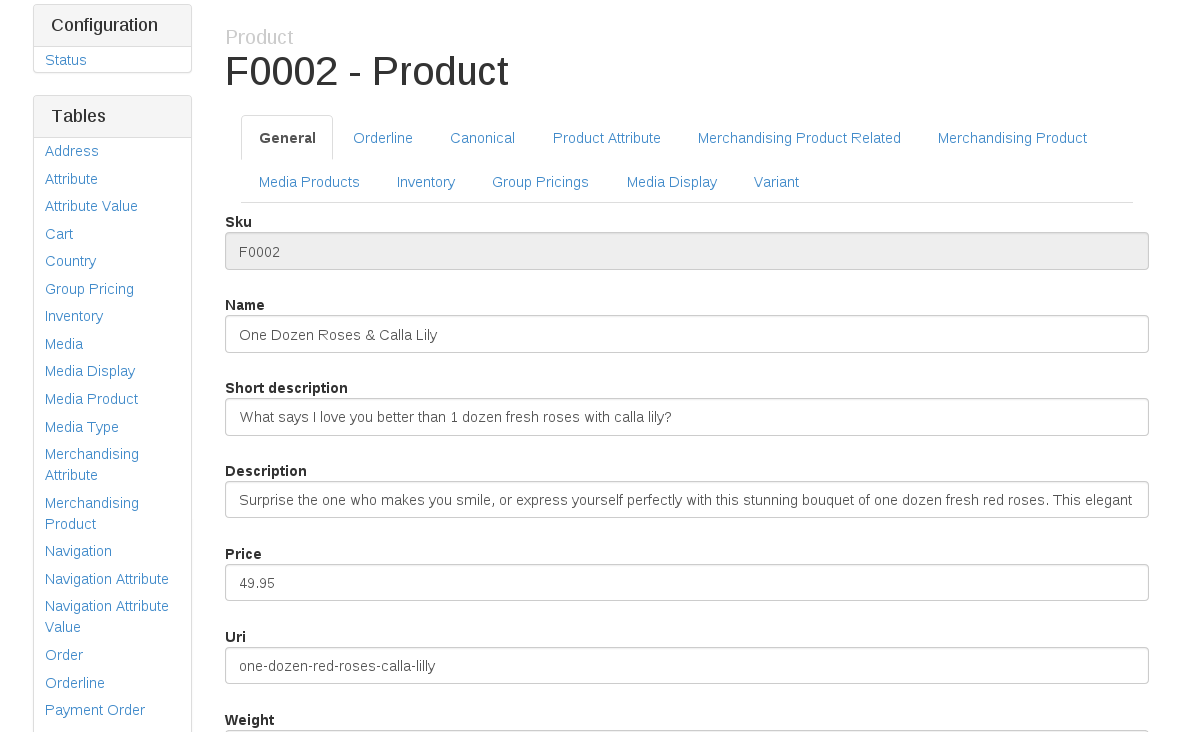 Configuration
Status
Tables
Address
Attribute
Attribute Value
Cart
Country
Group Pricing
Inventory
Media
Media Display
Media Product
Media Type
Merchandising
Attribute
Merchandising
Product
Navigation
Navigation Attribute
Navigation Attribute
Value
Order
Orderline
Payment Order
Product
F0002 - Product
General Orderline Canonical Product Attribute Merchandising Product Related Merchandising Product
Media Products Inventory Group Pricings Media Display Variant
Sku
F0002
Name
One Dozen Roses & Calla Lily
Short description
What says I love you better than 1 dozen fresh roses with calla lily?
Description
Surprise the one who makes you smile, or express yourself perfectly with this stunning bouquet of one dozen fresh red roses. This elegant
Price
49.95
Uri
one-dozen-red-roses-calla-lilly
Weight